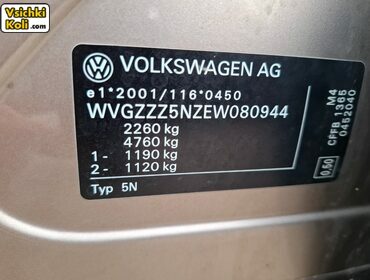 Vsichki
Koli.com
VOLKSWAGEN AG
e1*2001/116*0450
WVGZZZ5NZEW080944
2260 kg
4760 kg
1- 1190 kg
2- 1120 kg
Typ 5N
M4
CFFB 1365
0452040
0,50